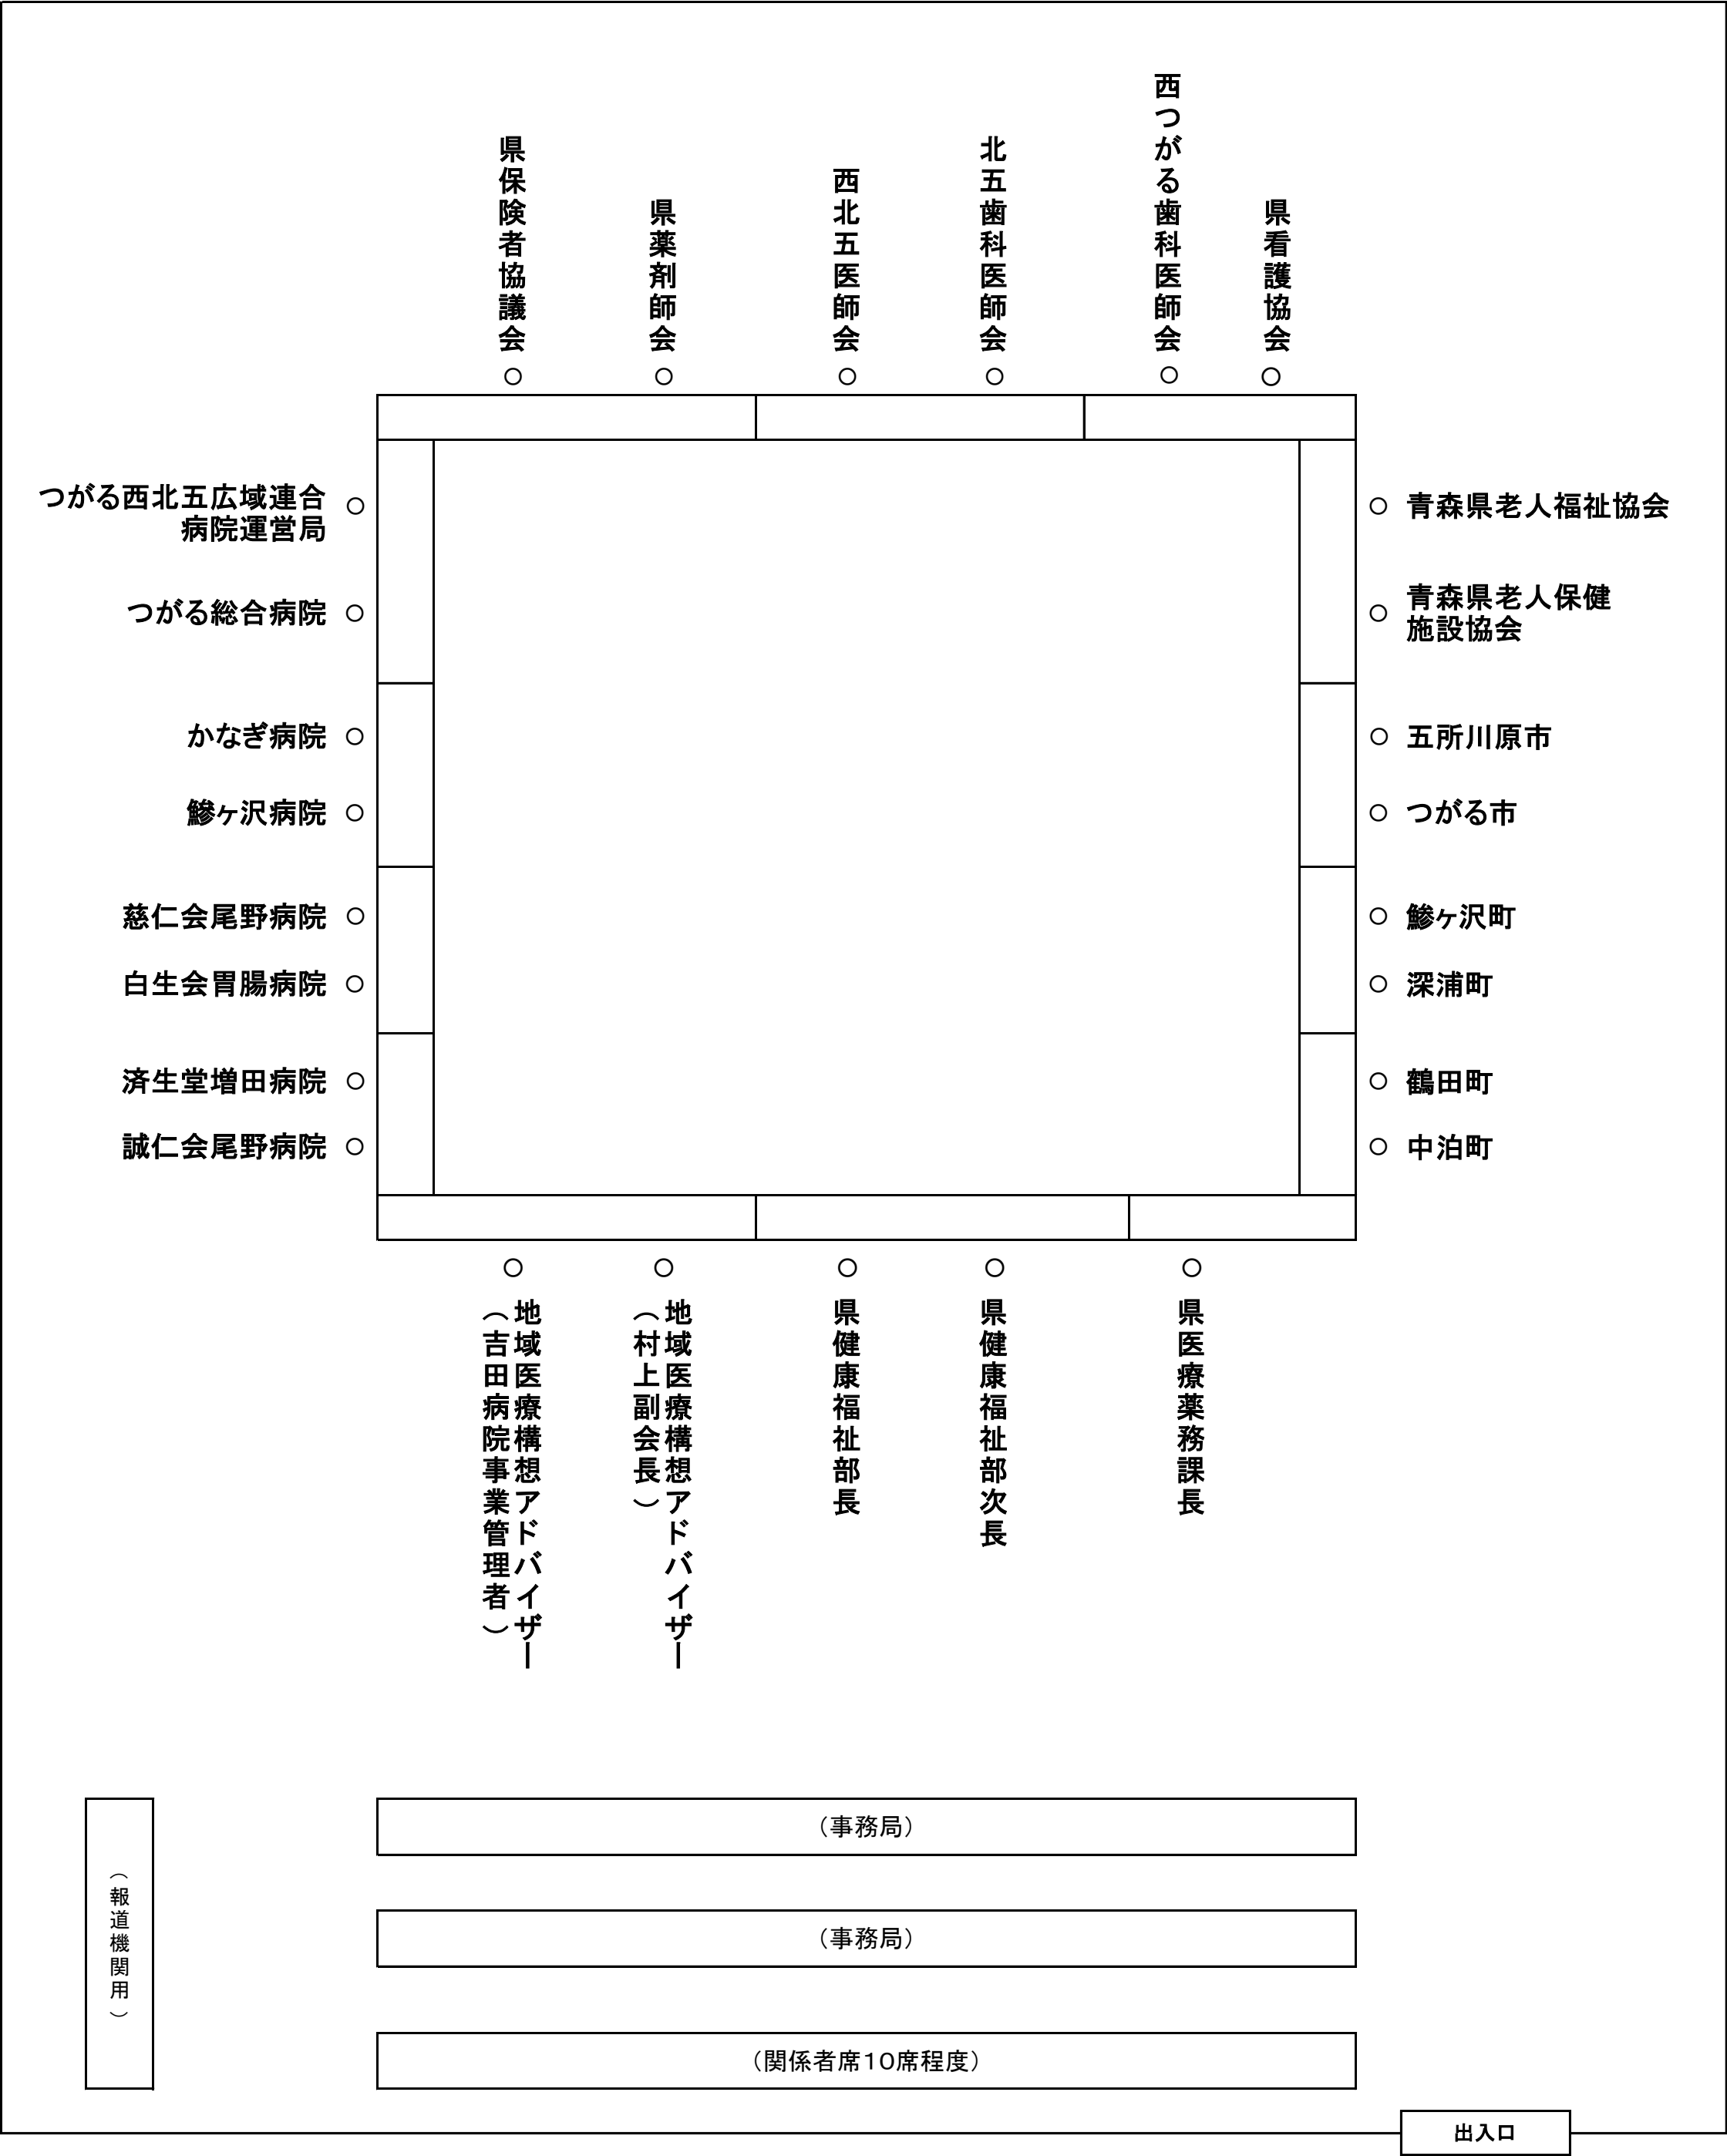 県保険者協議会
県薬剤師会
西北五医師会
北五歯科医師会
西つがる歯科医師会
県看護協会
つがる西北五広域連合
病院運営局
つがる総合病院
かなぎ病院
鰺ヶ沢病院
慈仁会尾野病院
白生会胃腸病院
済生堂増田病院
誠仁会尾野病院
青森県老人福祉協会
青森県老人保健
施設協会
五所川原市
つがる市
鰺ヶ沢町
深浦町
鶴田町
中泊町
地域医療構想アドバイザー
（吉田病院事業管理者）
地域医療構想アドバイザー
（村上副会長）
県健康福祉部長
県健康福祉部次長
県医療薬務課長
（報道機関用）
（事務局）
（事務局）
（関係者席１０席程度）
出入口